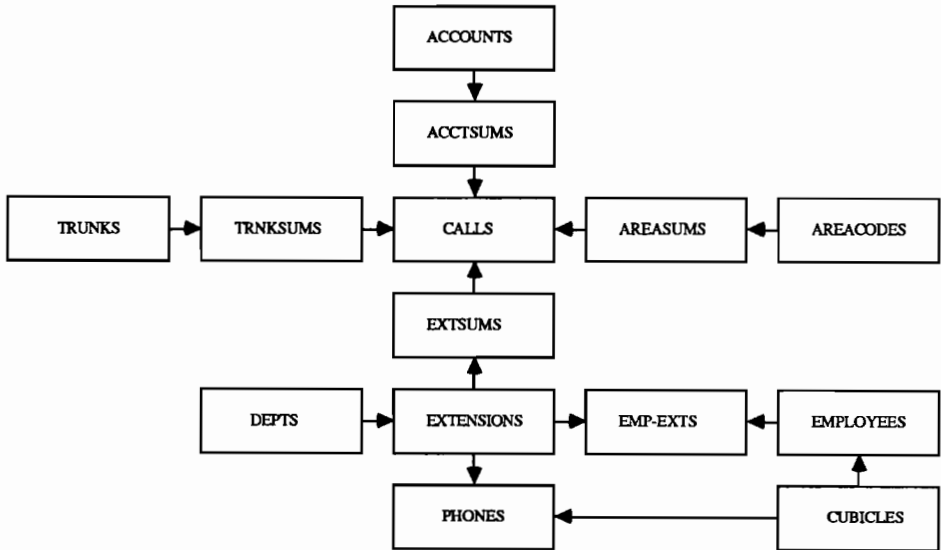 ACCOUNTS
ACCTSUMS
TRUNKS
TRNKSUMS
CALLS
AREASUMS
AREACODES
EXTSUMS
DEPTS
EXTENSIONS
EMP-EXTS
EMPLOYEES
PHONES
CUBICLES